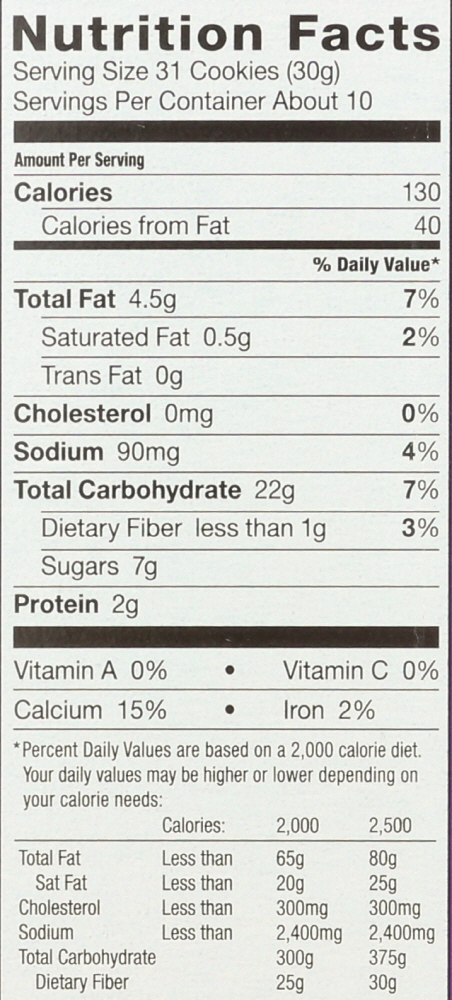 Nutrition Facts
Serving Size 31 Cookies (30g)
Servings Per Container About 10
Amount Per Serving
Calories 130
Calories from Fat 40
% Daily Value*
Total Fat 4.5g 7%
Saturated Fat 0.5g 2%
Trans Fat 0g
Cholesterol 0mg 0%
Sodium 90mg 4%
Total Carbohydrate 22g 7%
Dietary Fiber less than 1g 3%
Sugars 7g
Protein 2g
Vitamin A 0% • Vitamin C 0%
Calcium 15% • Iron 2%
*Percent Daily Values are based on a 2,000 calorie diet.
Your daily values may be higher or lower depending on
your calorie needs:
Calories: 2,000 2,500
Total Fat Less than 65g 80g
Sat Fat Less than 20g 25g
Cholesterol Less than 300mg 300mg
Sodium Less than 2,400mg 2,400mg
Total Carbohydrate 300g 375g
Dietary Fiber 25g 30g